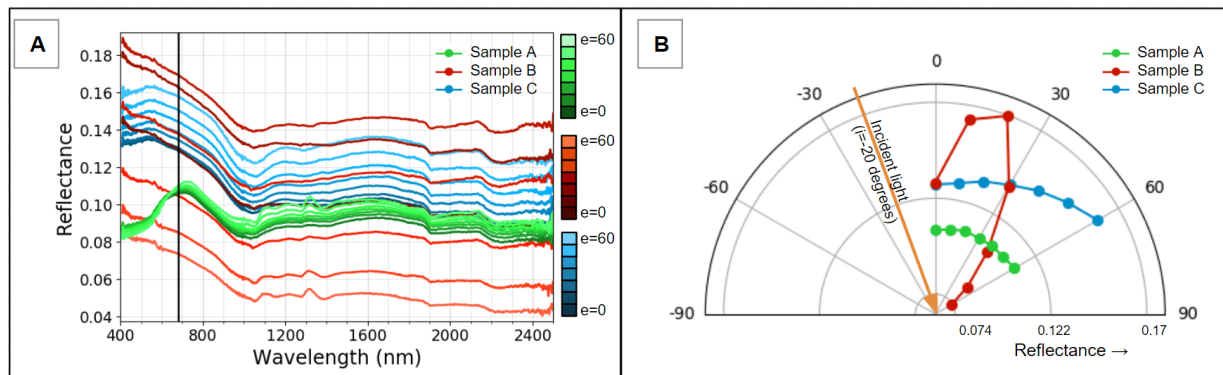 A
0.18
0.16
0.14
0.12
0.10
0.08
0.06
0.04
Reflectance
400
800
1200
1600
2000
2400
Wavelength (nm)
Sample A
Sample B
Sample C
e=60
e=0
e=60
e=0
e=60
e=0
B
Sample A
Sample B
Sample C
-90
-60
-30
0
30
60
90
Incident light
(i=-20 degrees)
0.074
0.122
0.17
Reflectance →